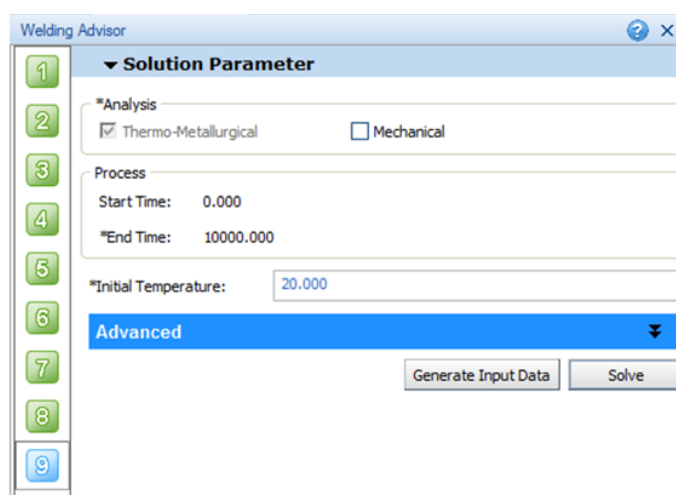 Welding Advisor
1
2
3
4
5
6
7
8
9
Solution Parameter
*Analysis
Thermo-Metallurgical Mechanical
Process
Start Time: 0.000
*End Time: 10000.000
*Initial Temperature: 20.000
Advanced
Generate Input Data Solve